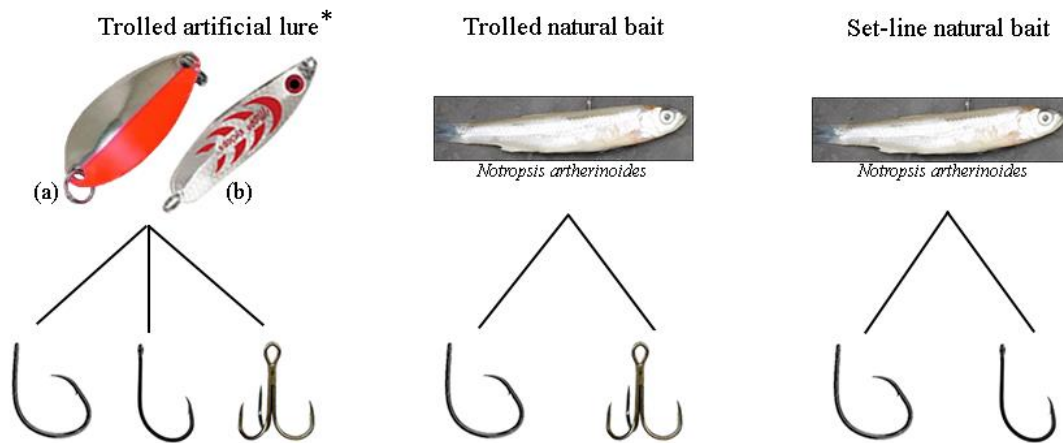 Trolled artificial lure*
Trolled natural bait
Set-line natural bait
(a)
(b)
Notropsis artherinoides
Notropsis artherinoides